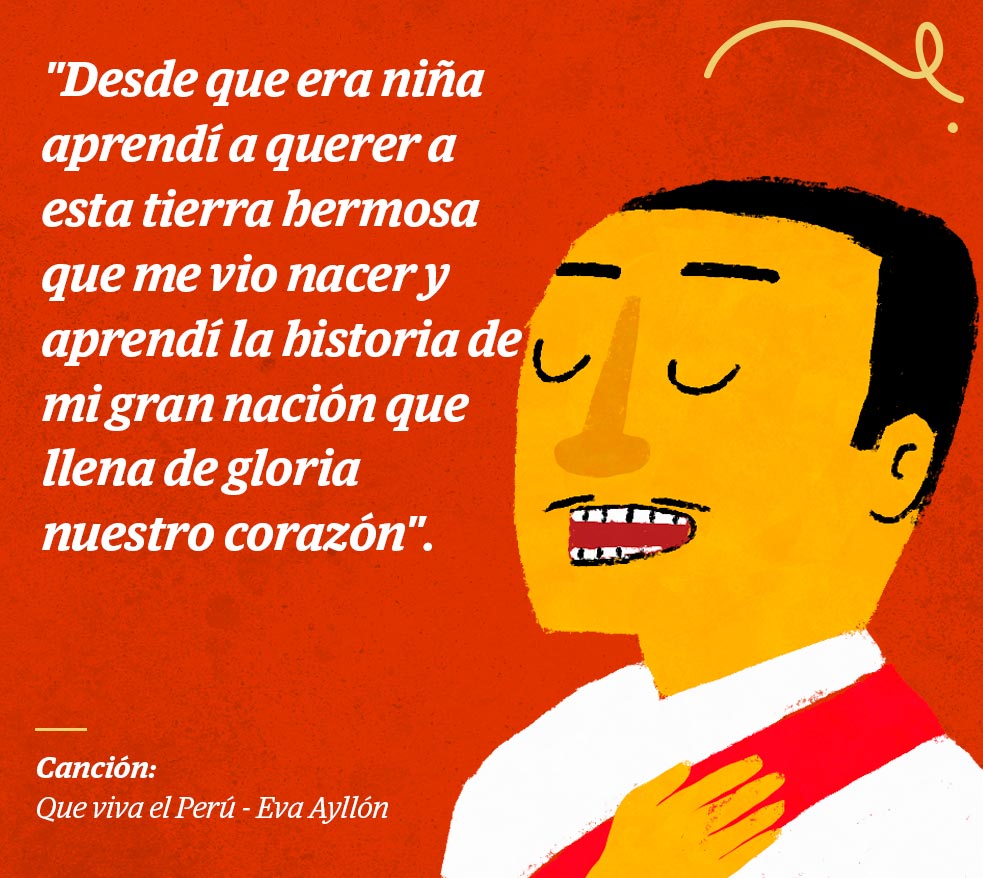 "Desde que era niña
aprendí a querer a
esta tierra hermosa
que me vio nacer y
aprendí la historia de
mi gran nación que
llena de gloria
nuestro corazón".
Canción:
Que viva el Perú - Eva Ayllón